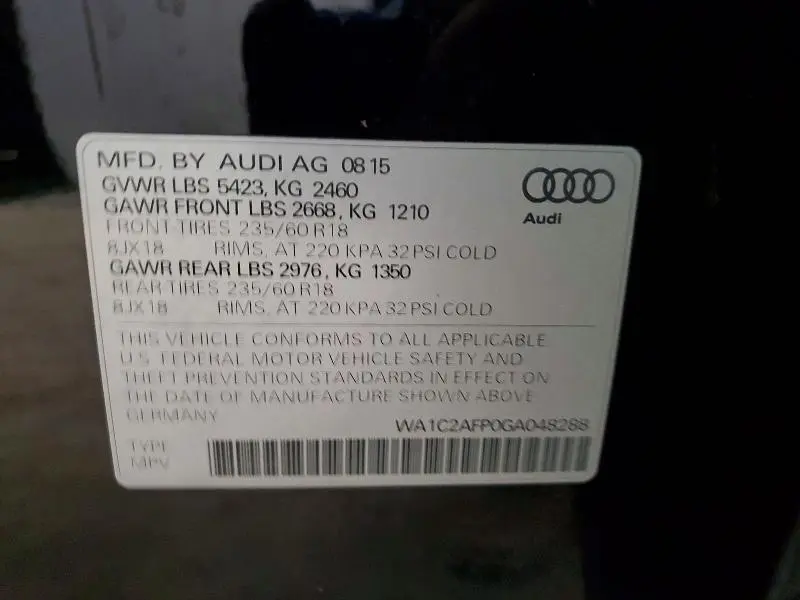 MFD. BY AUDI AG 0815
GVWR LBS 5423, KG 2460
GAWR FRONT LBS 2668, KG 1210
FRONT TIRES 235/60 R18
8JX18 RIMS, AT 220 KPA 32 PSI COLD
GAWR REAR LBS 2976, KG 1350
REAR TIRES 235/60 R18
8JX18 RIMS, AT 220 KPA 32 PSI COLD
Audi
THIS VEHICLE CONFORMS TO ALL APPLICABLE
U.S. FEDERAL MOTOR VEHICLE SAFETY AND
THEFT PREVENTION STANDARDS IN EFFECT ON
THE DATE OF MANUFACTURE SHOWN ABOVE.
GERMANY
WA1C2AFP0GA048288
TYPE
MPV